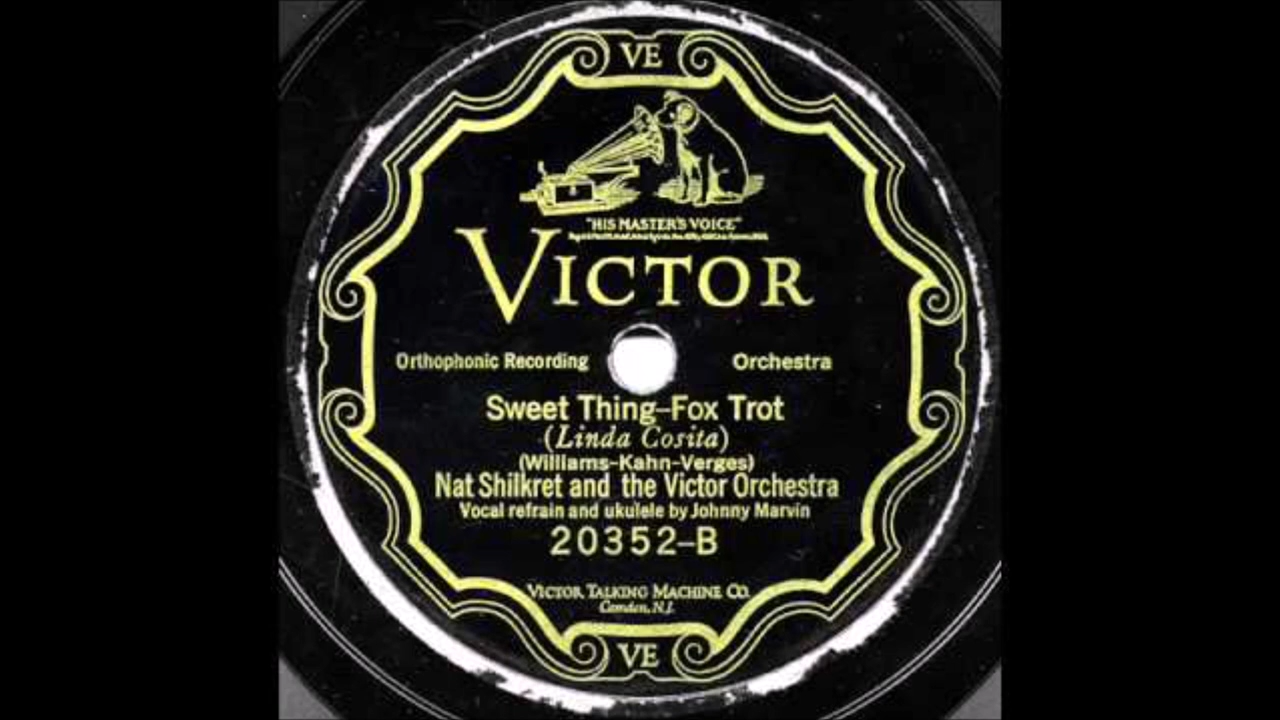 VE
"HIS MASTER'S VOICE"
VICTOR
Orthophonic Recording Orchestra
Sweet Thing-Fox Trot
(Linda Cosita)
(Williams-Kahn-Verges)
Nat Shilkret and the Victor Orchestra
Vocal refrain and ukulele by Johnny Marvin
20352-B
VICTOR TALKING MACHINE CO.
Camden, N.J.
VE